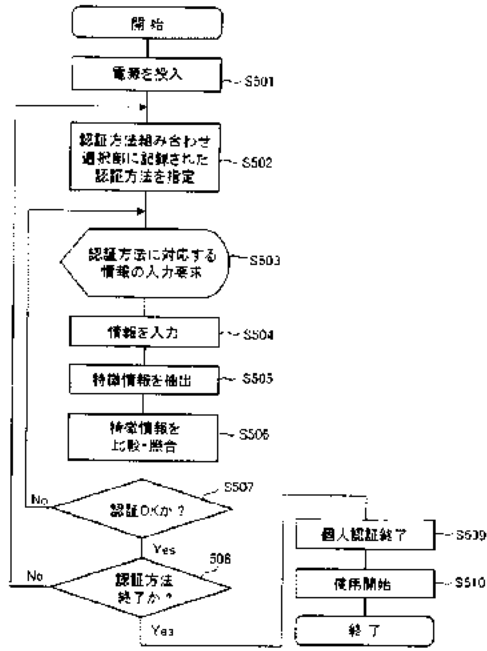 開始
電源を投入
S501
認証方法組み合わせ
選択部に記録された
認証方法を指定
S502
認証方法に対応する
情報の入力要求
S503
情報を入力
S504
特徴情報を抽出
S505
特徴情報を
比較・照合
S506
認証OKか？
S507
No
Yes
認証方法
終了か？
508
No
Yes
個人認証終了
S509
使用開始
S510
終了